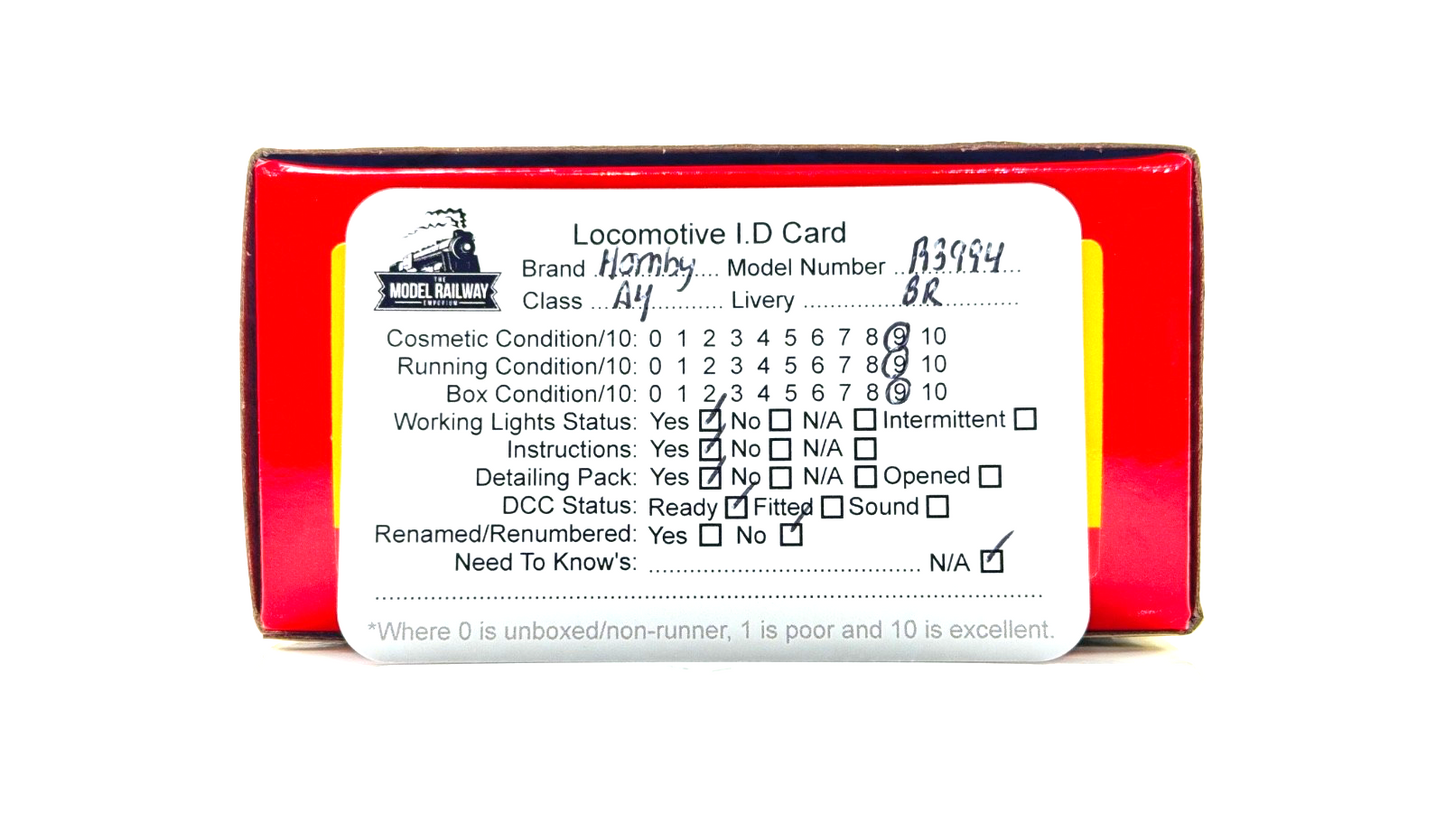 THE
MODEL RAILWAY
EMPORIUM
Locomotive I.D Card
Brand Hornby Model Number R3994
Class A4 Livery BR
Cosmetic Condition/10: 0 1 2 3 4 5 6 7 8 9 10
Running Condition/10: 0 1 2 3 4 5 6 7 8 9 10
Box Condition/10: 0 1 2 3 4 5 6 7 8 9 10
Working Lights Status: Yes No N/A Intermittent
Instructions: Yes No N/A
Detailing Pack: Yes No N/A Opened
DCC Status: Ready Fitted Sound
Renamed/Renumbered: Yes No
Need To Know's: N/A
*Where 0 is unboxed/non-runner, 1 is poor and 10 is excellent.